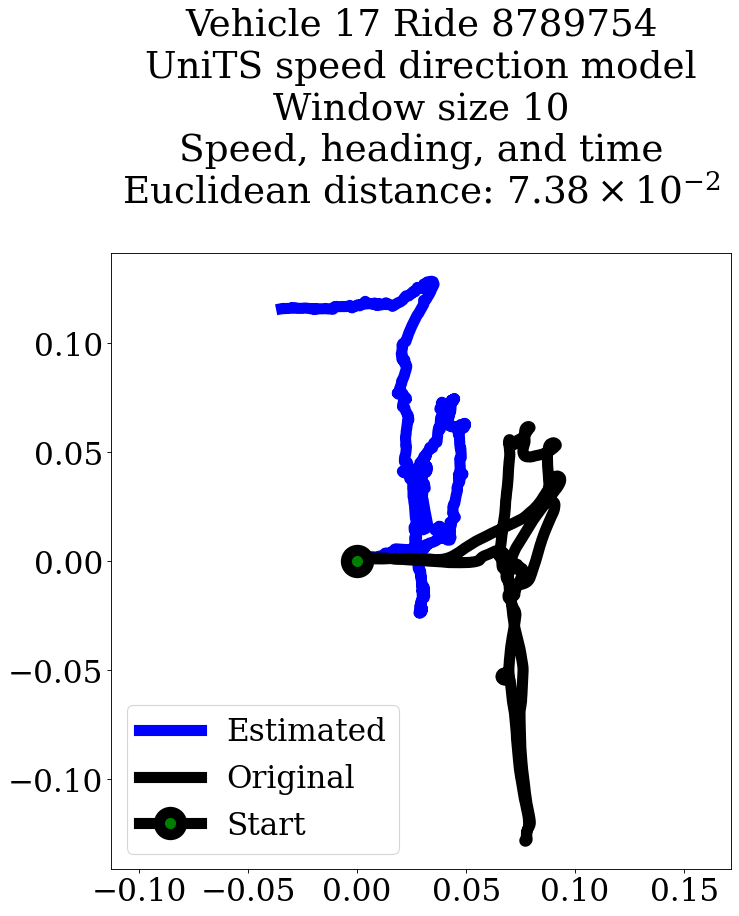 Vehicle 17 Ride 8789754
UniTS speed direction model
Window size 10
Speed, heading, and time
Euclidean distance: 7.38 × 10⁻²
0.10
0.05
0.00
−0.05
−0.10
Estimated
Original
Start
−0.10 −0.05 0.00 0.05 0.10 0.15